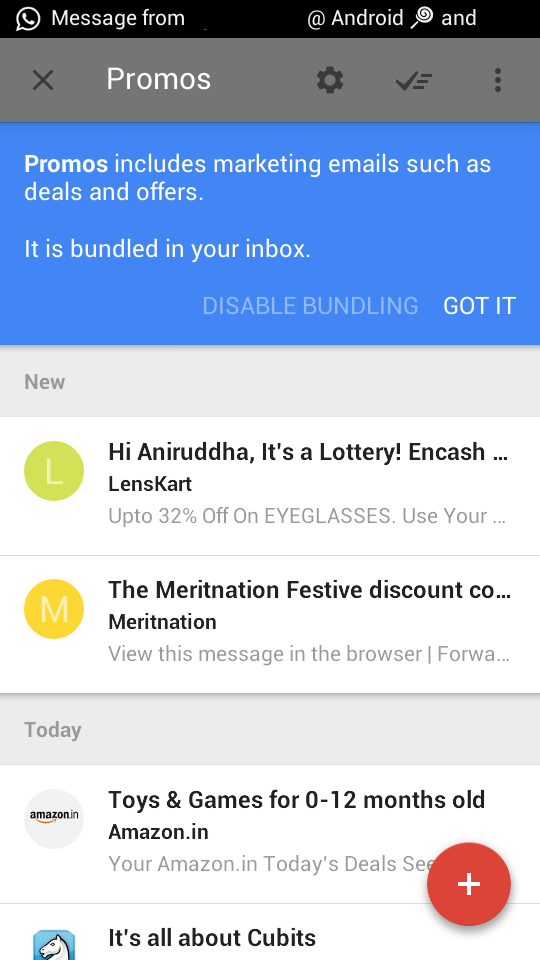 Message from @ Android and
Promos
Promos includes marketing emails such as
deals and offers.
It is bundled in your inbox.
DISABLE BUNDLING GOT IT
New
L
Hi Aniruddha, It's a Lottery! Encash ...
LensKart
Upto 32% Off On EYEGLASSES. Use Your ...
M
The Meritnation Festive discount co...
Meritnation
View this message in the browser | Forwa...
Today
amazon.in
Toys & Games for 0-12 months old
Amazon.in
Your Amazon.in Today's Deals See
It's all about Cubits